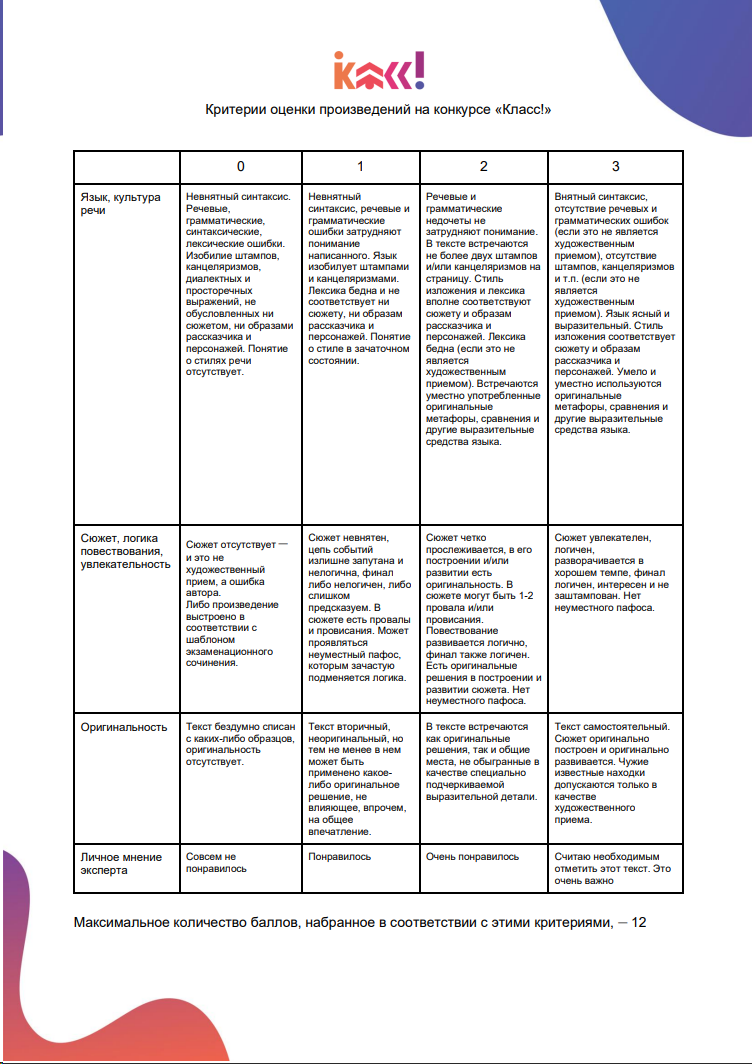 класс!
Критерии оценки произведений на конкурсе «Класс!»
0
1
2
3
Язык, культура
речи
Невнятный синтаксис.
Речевые,
грамматические,
синтаксические,
лексические ошибки.
Изобилие штампов,
канцеляризмов,
диалектных и
просторечных
выражений, не
обусловленных ни
сюжетом, ни образами
рассказчика и
персонажей. Понятие
о стилях речи
отсутствует.
Невнятный
синтаксис, речевые и
грамматические
ошибки затрудняют
понимание
написанного. Язык
изобилует штампами
и канцеляризмами.
Лексика бедна и не
соответствует ни
сюжету, ни образам
рассказчика и
персонажей. Понятие
о стиле в зачаточном
состоянии.
Речевые и
грамматические
недочеты не
затрудняют понимание.
В тексте встречаются
не более двух штампов
и/или канцеляризмов на
страницу. Стиль
изложения и лексика
вполне соответствуют
сюжету и образам
рассказчика и
персонажей. Лексика
бедна (если это не
является
художественным
приемом). Встречаются
уместно употребленные
оригинальные
метафоры, сравнения и
другие выразительные
средства языка.
Внятный синтаксис,
отсутствие речевых и
грамматических ошибок
(если это не является
художественным
приемом), отсутствие
штампов, канцеляризмов
и т.п. (если это не
является
художественным
приемом). Язык ясный и
выразительный. Стиль
изложения соответствует
сюжету и образам
рассказчика и
персонажей. Умело и
уместно используются
оригинальные
метафоры, сравнения и
другие выразительные
средства языка.
Сюжет, логика
повествования,
увлекательность
Сюжет отсутствует —
и это не
художественный
прием, а ошибка
автора.
Либо произведение
выстроено в
соответствии с
шаблоном
экзаменационного
сочинения.
Сюжет невнятен,
цепь событий
излишне запутана и
нелогична, финал
либо нелогичен, либо
слишком
предсказуем. В
сюжете есть провалы
и провисания. Может
проявляться
неуместный пафос,
которым зачастую
подменяется логика.
Сюжет четко
прослеживается, в его
построении и/или
развитии есть
оригинальность. В
сюжете могут быть 1-2
провала и/или
провисания.
Повествование
развивается логично,
финал также логичен.
Есть оригинальные
решения в построении и
развитии сюжета. Нет
неуместного пафоса.
Сюжет увлекателен,
логичен,
разворачивается в
хорошем темпе, финал
логичен, интересен и не
заштампован. Нет
неуместного пафоса.
Оригинальность
Текст бездумно списан
с каких-либо образцов,
оригинальность
отсутствует.
Текст вторичный,
неоригинальный, но
тем не менее в нем
может быть
применено какое-
либо оригинальное
решение, не
влияющее, впрочем,
на общее
впечатление.
В тексте встречаются
как оригинальные
решения, так и общие
места, не обыгранные в
качестве специально
подчеркиваемой
выразительной детали.
Текст самостоятельный.
Сюжет оригинально
построен и оригинально
развивается. Чужие
известные находки
допускаются только в
качестве
художественного
приема.
Личное мнение
эксперта
Совсем не
понравилось
Понравилось
Очень понравилось
Считаю необходимым
отметить этот текст. Это
очень важно
Максимальное количество баллов, набранное в соответствии с этими критериями, — 12